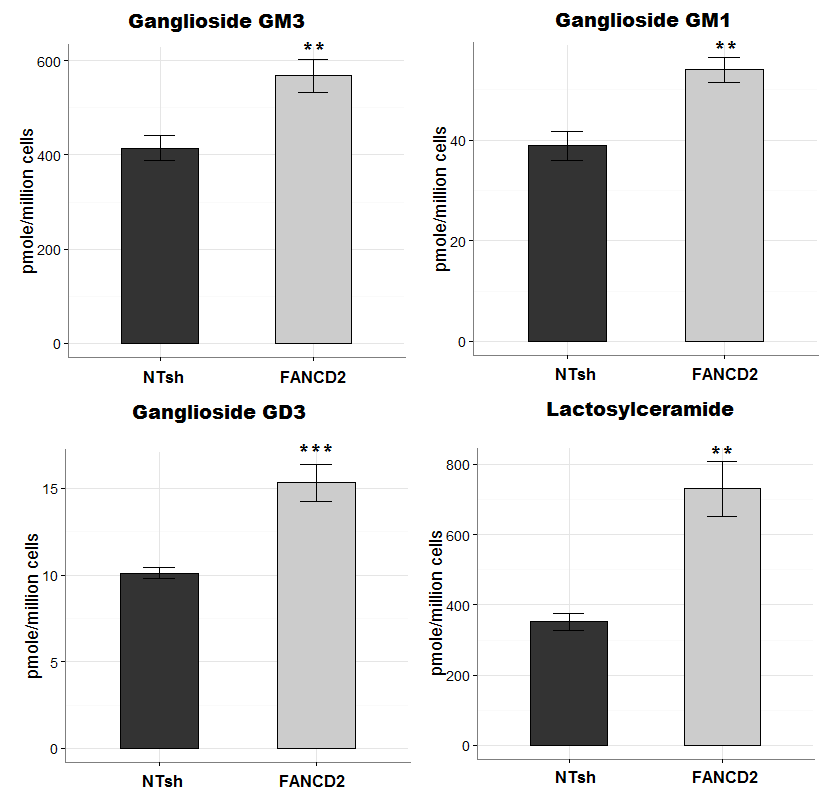 Ganglioside GM3
**
600
400
200
0
pmole/million cells
NTsh FANCD2
Ganglioside GM1
**
40
20
0
pmole/million cells
NTsh FANCD2
Ganglioside GD3
***
15
10
5
0
pmole/million cells
NTsh FANCD2
Lactosylceramide
**
800
600
400
200
0
pmole/million cells
NTsh FANCD2